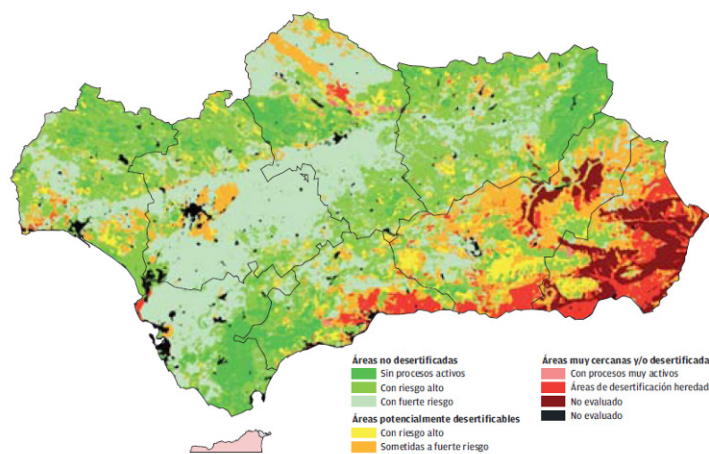 Áreas no desertificadas
Sin procesos activos
Con riesgo alto
Con fuerte riesgo
Áreas potencialmente desertificables
Con riesgo alto
Sometidas a fuerte riesgo
Áreas muy cercanas y/o desertificada
Con procesos muy activos
Áreas de desertificación heredad
No evaluado
No evaluado